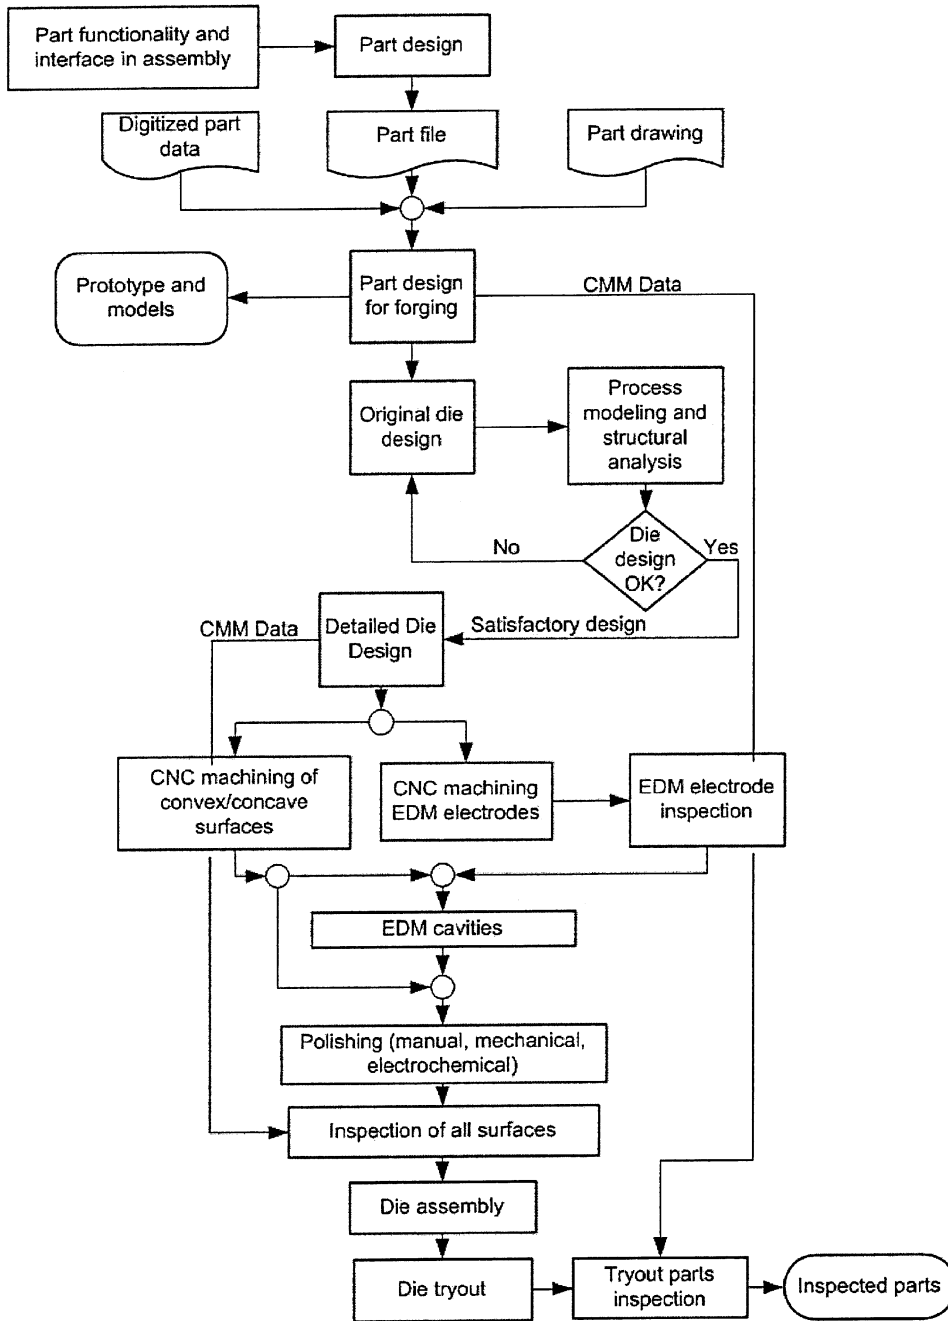 Part functionality and
interface in assembly
Part design
Digitized part
data
Part file
Part drawing
Prototype and
models
Part design
for forging
CMM Data
Original die
design
Process
modeling and
structural
analysis
No
Die
design
OK?
Yes
CMM Data
Detailed Die
Design
Satisfactory design
CNC machining of
convex/concave
surfaces
CNC machining
EDM electrodes
EDM electrode
inspection
EDM cavities
Polishing (manual, mechanical,
electrochemical)
Inspection of all surfaces
Die assembly
Die tryout
Tryout parts
inspection
Inspected parts